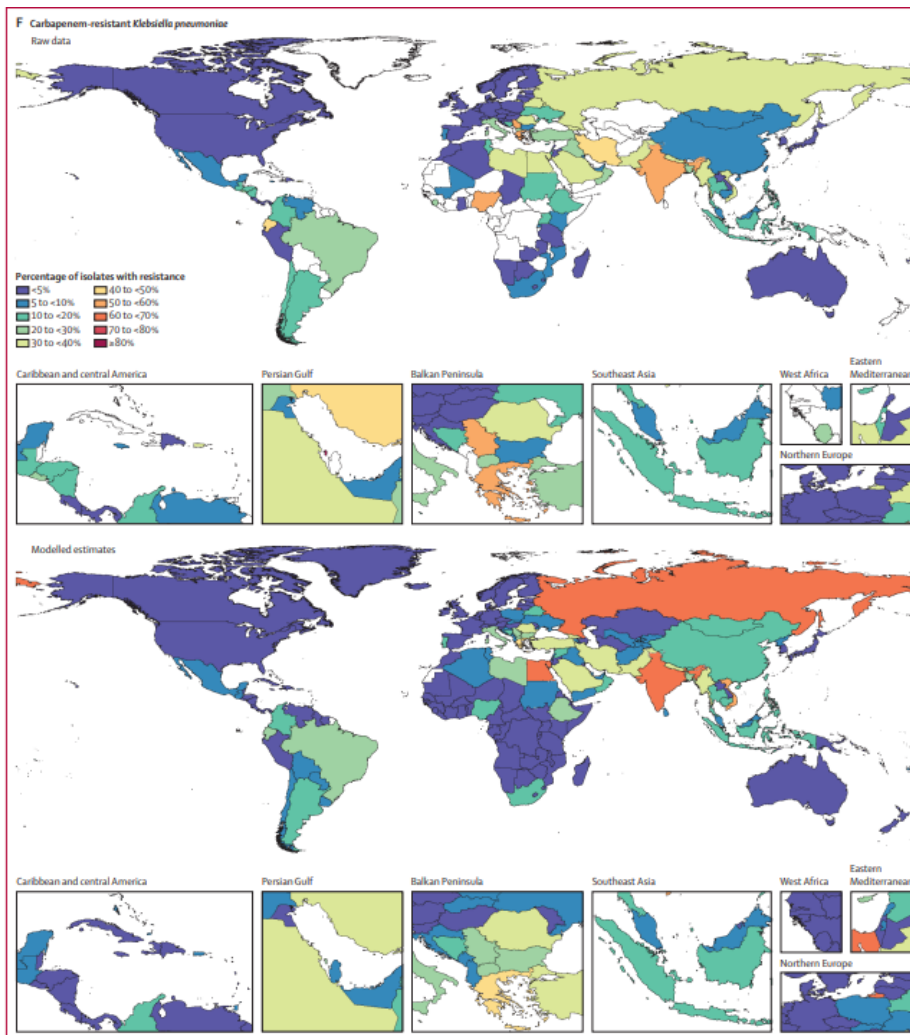 F Carbapenem-resistant Klebsiella pneumoniae
Raw data
Percentage of isolates with resistance
<5%
5 to <10%
10 to <20%
20 to <30%
30 to <40%
40 to <50%
50 to <60%
60 to <70%
70 to <80%
≥80%
Caribbean and central America
Persian Gulf
Balkan Peninsula
Southeast Asia
West Africa
Eastern
Mediterranean
Northern Europe
Modelled estimates
Caribbean and central America
Persian Gulf
Balkan Peninsula
Southeast Asia
West Africa
Eastern
Mediterranean
Northern Europe